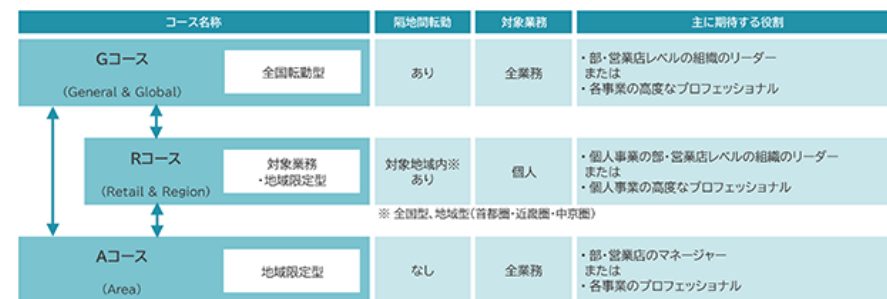 コース名称 隔地間転勤 対象業務 主に期待する役割
Gコース
(General & Global)
全国転勤型
あり
全業務
・部・営業店レベルの組織のリーダー
または
・各事業の高度なプロフェッショナル
Rコース
(Retail & Region)
対象業務
・地域限定型
対象地域内※
あり
個人
・個人事業の部・営業店レベルの組織のリーダー
または
・個人事業の高度なプロフェッショナル
※ 全国型、地域型(首都圏・近畿圏・中京圏)
Aコース
(Area)
地域限定型
なし
全業務
・部・営業店のマネージャー
または
・各事業のプロフェッショナル